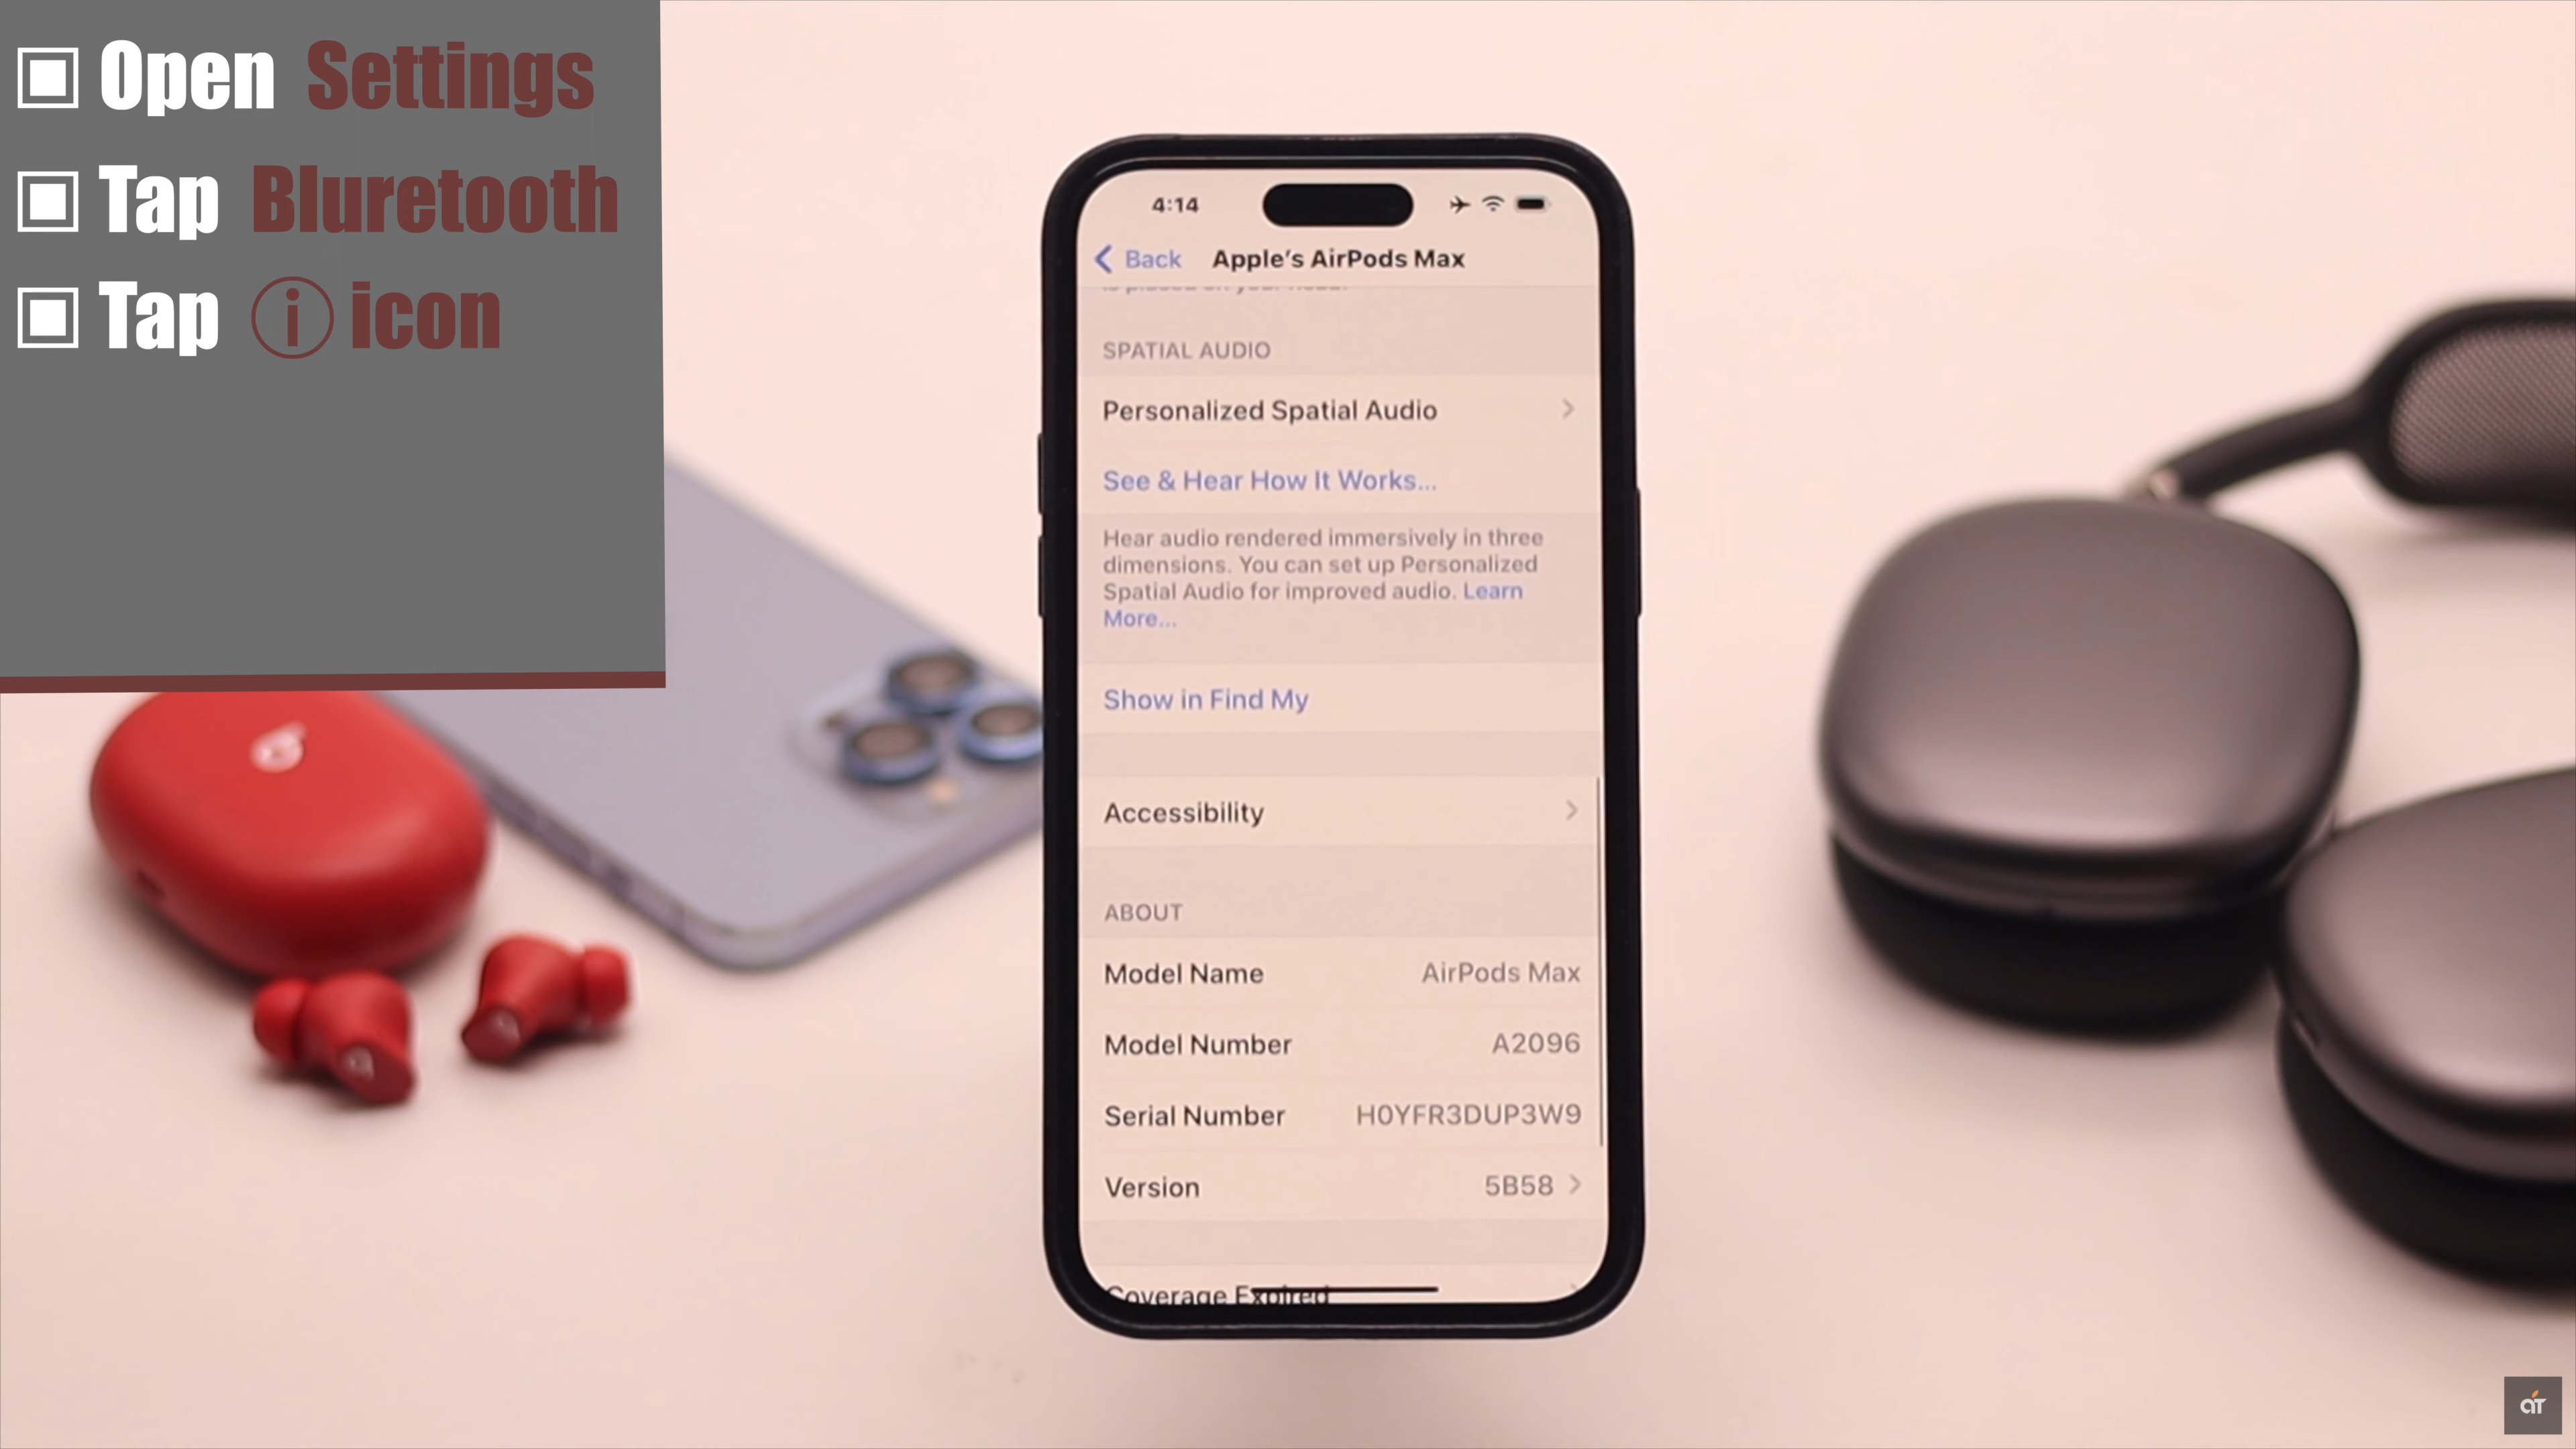 Open Settings
Tap Bluretooth
Tap ⓘ icon
4:14
Back Apple's AirPods Max
SPATIAL AUDIO
Personalized Spatial Audio
See & Hear How It Works...
Hear audio rendered immersively in three
dimensions. You can set up Personalized
Spatial Audio for improved audio. Learn
More...
Show in Find My
Accessibility
ABOUT
Model Name AirPods Max
Model Number A2096
Serial Number H0YFR3DUP3W9
Version 5B58
Coverage Expired
aT